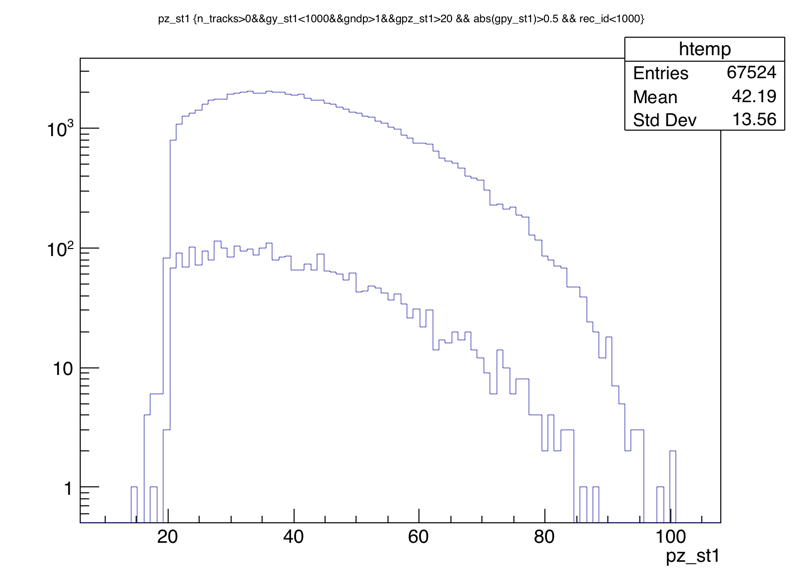 pz_st1 {n_tracks>0&&gy_st1<1000&&gndp>1&&gpz_st1>20 && abs(gpy_st1)>0.5 && rec_id<1000}
htemp
Entries 67524
Mean 42.19
Std Dev 13.56
10³
10²
10
1
20 40 60 80 100
pz_st1